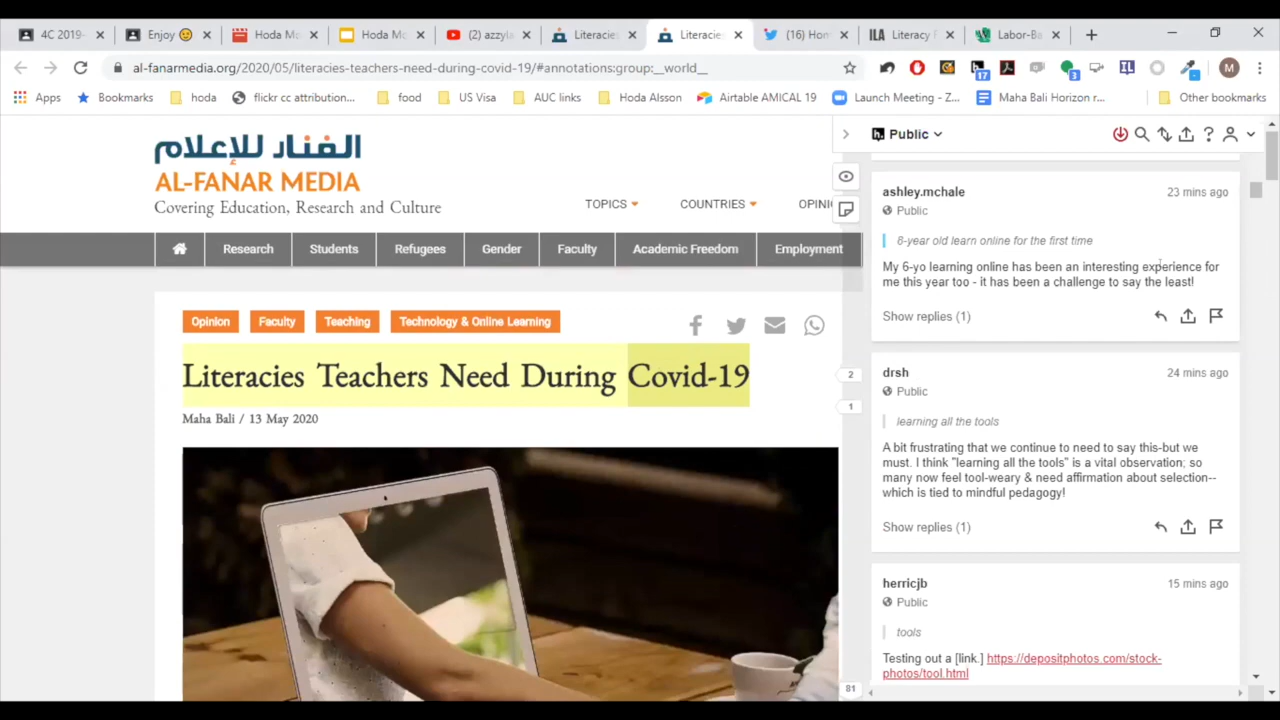 4C 2019-
Enjoy
Hoda M
Hoda M
(azzyla
Literacies
Literacie
(16) Hom
ILA Literacy
Labor-Ba
al-fanarmedia.org/2020/05/literacies-teachers-need-during-covid-19/#annotations:group:__world__
17
3
M
Apps
Bookmarks
hoda
flickr cc attribution...
food
US Visa
AUC links
Hoda Alsson
Airtable AMICAL 19
Launch Meeting - Z...
Maha Bali Horizon r...
Other bookmarks
الفنار للإعلام
AL-FANAR MEDIA
Covering Education, Research and Culture
TOPICS
COUNTRIES
OPINI
Research
Students
Refugees
Gender
Faculty
Academic Freedom
Employment
Opinion
Faculty
Teaching
Technology & Online Learning
Literacies Teachers Need During Covid-19
Maha Bali / 13 May 2020
h. Public
2
1
81
ashley.mchale 23 mins ago
Public
-year old learn online for the first time
My 6-yo learning online has been an interesting experience for
me this year too - it has been a challenge to say the least!
Show replies (1)
drsh 24 mins ago
Public
learning all the tools
A bit frustrating that we continue to need to say this-but we
must. I think "learning all the tools" is a vital observation; so
many now feel tool-weary & need affirmation about selection--
which is tied to mindful pedagogy!
Show replies (1)
herricjb 15 mins ago
Public
tools
Testing out a [link.] https://depositphotos.com/stock-
photos/tool.html